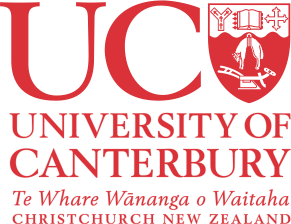 UC
UNIVERSITY OF
CANTERBURY
Te Whare Wānanga o Waitaha
CHRISTCHURCH NEW ZEALAND